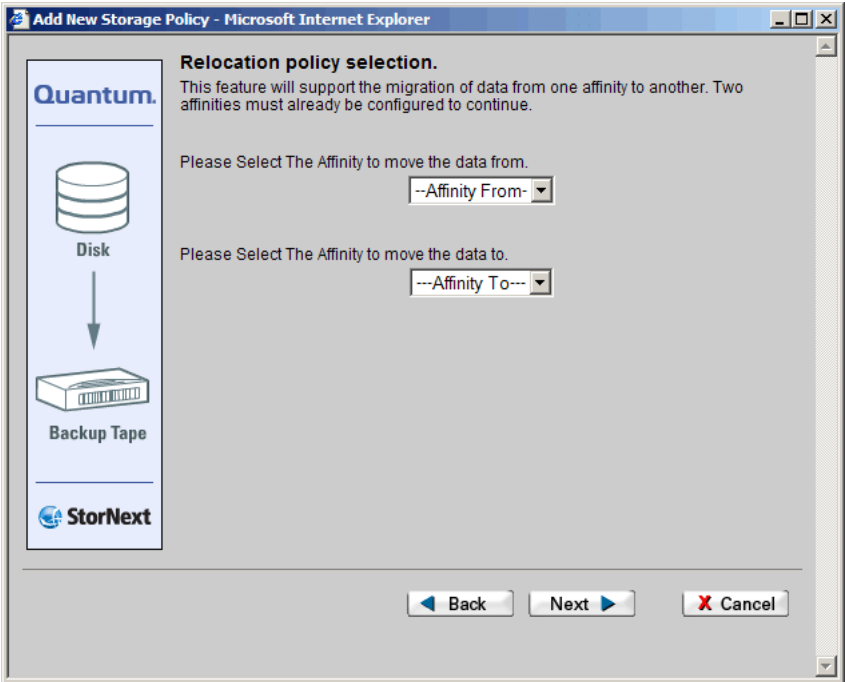 Add New Storage Policy - Microsoft Internet Explorer
Quantum.
Disk
Backup Tape
StorNext
Relocation policy selection.
This feature will support the migration of data from one affinity to another. Two
affinities must already be configured to continue.
Please Select The Affinity to move the data from.
--Affinity From-
Please Select The Affinity to move the data to.
---Affinity To---
Back
Next
X Cancel